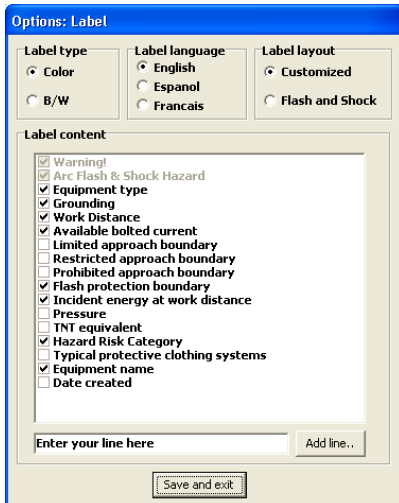 Options: Label
Label type
Color
B/W
Label language
English
Espanol
Francais
Label layout
Customized
Flash and Shock
Label content
Warning!
Arc Flash & Shock Hazard
Equipment type
Grounding
Work Distance
Available bolted current
Limited approach boundary
Restricted approach boundary
Prohibited approach boundary
Flash protection boundary
Incident energy at work distance
Pressure
TNT equivalent
Hazard Risk Category
Typical protective clothing systems
Equipment name
Date created
Enter your line here
Add line..
Save and exit